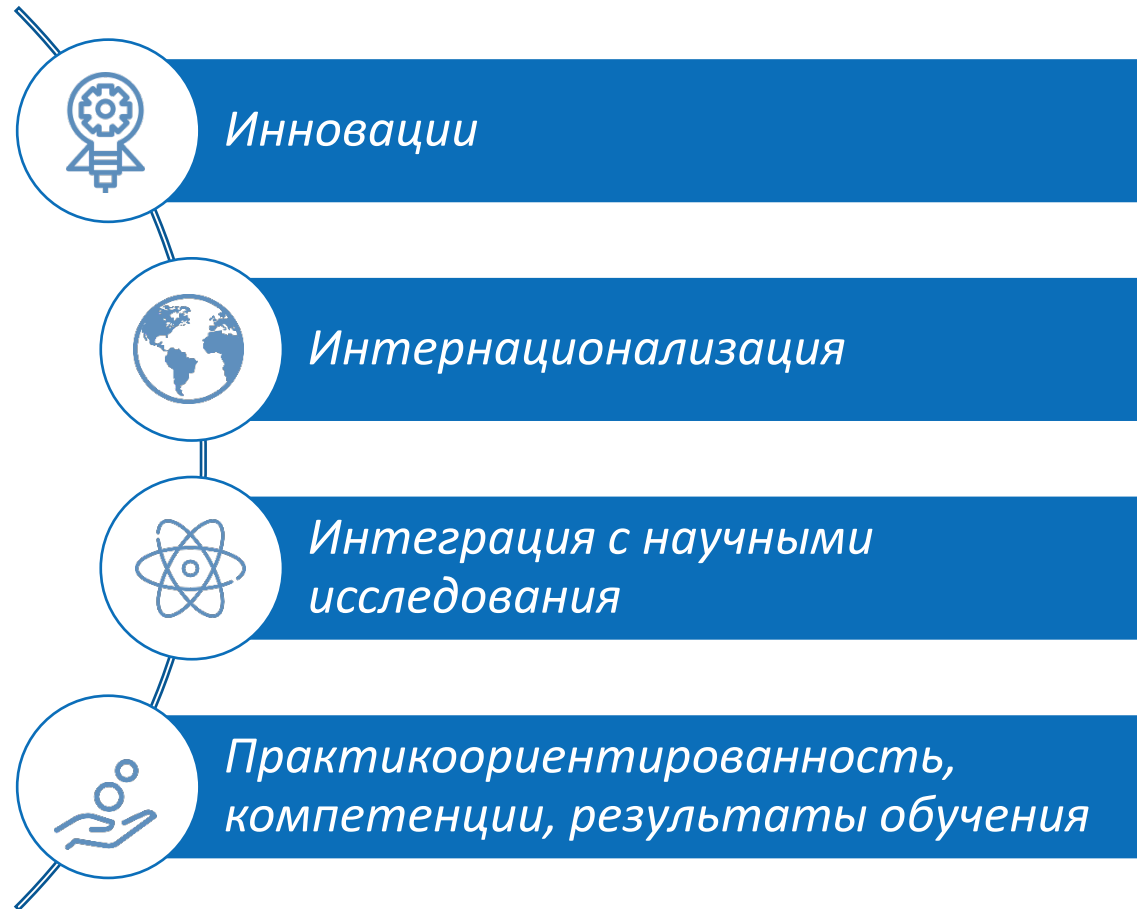 Инновации
Интернационализация
Интеграция с научными
исследования
Практикоориентированность,
компетенции, результаты обучения